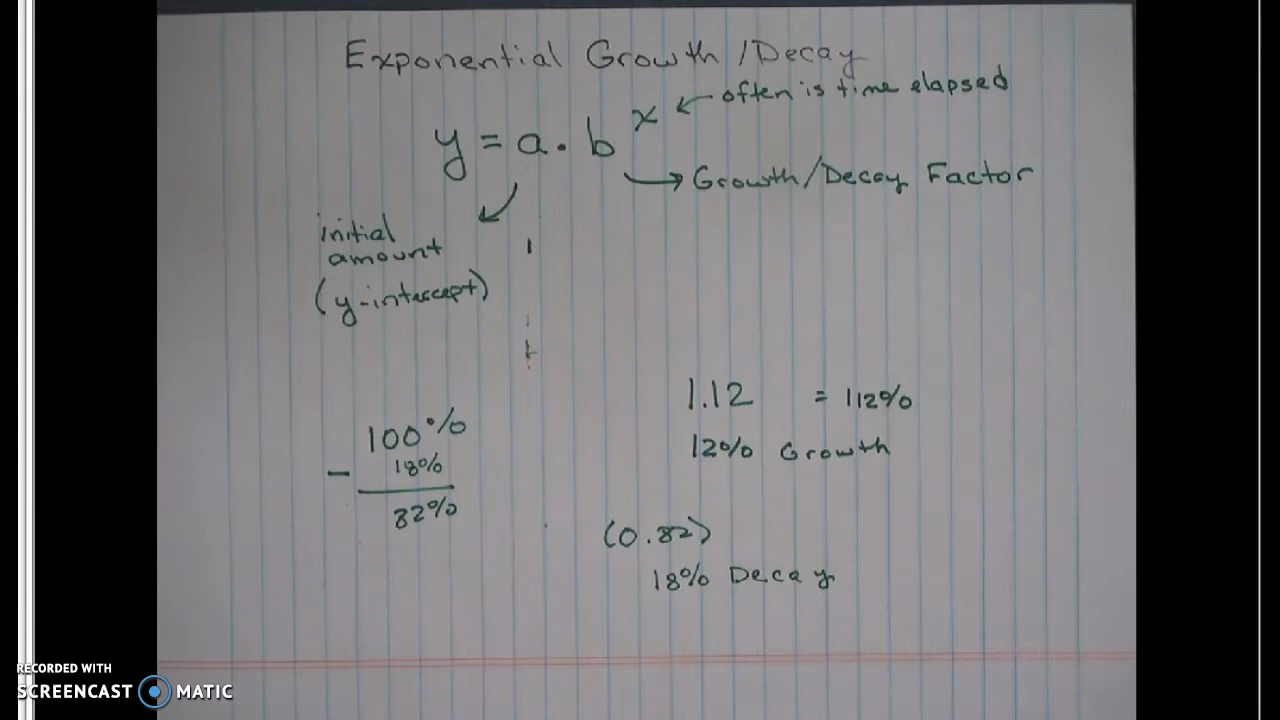 Exponential Growth/Decay
often is time elapsed
y = a · b^x
Growth/Decay Factor
initial
amount
(y-intercept)
1.12 = 112%
12% Growth
100%
- 18%
82%
(0.82)
18% Decay
RECORDED WITH
SCREENCAST MATIC